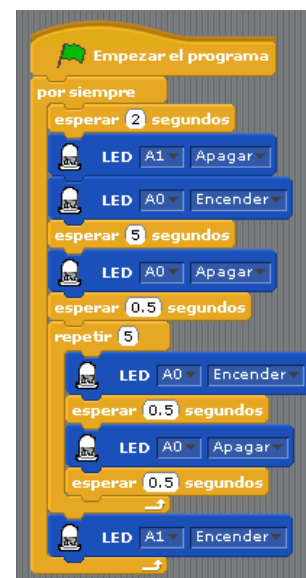 Empezar el programa
por siempre
esperar 2 segundos
LED A1 Apagar
LED A0 Encender
esperar 5 segundos
LED A0 Apagar
esperar 0.5 segundos
repetir 5
LED A0 Encender
esperar 0.5 segundos
LED A0 Apagar
esperar 0.5 segundos
LED A1 Encender